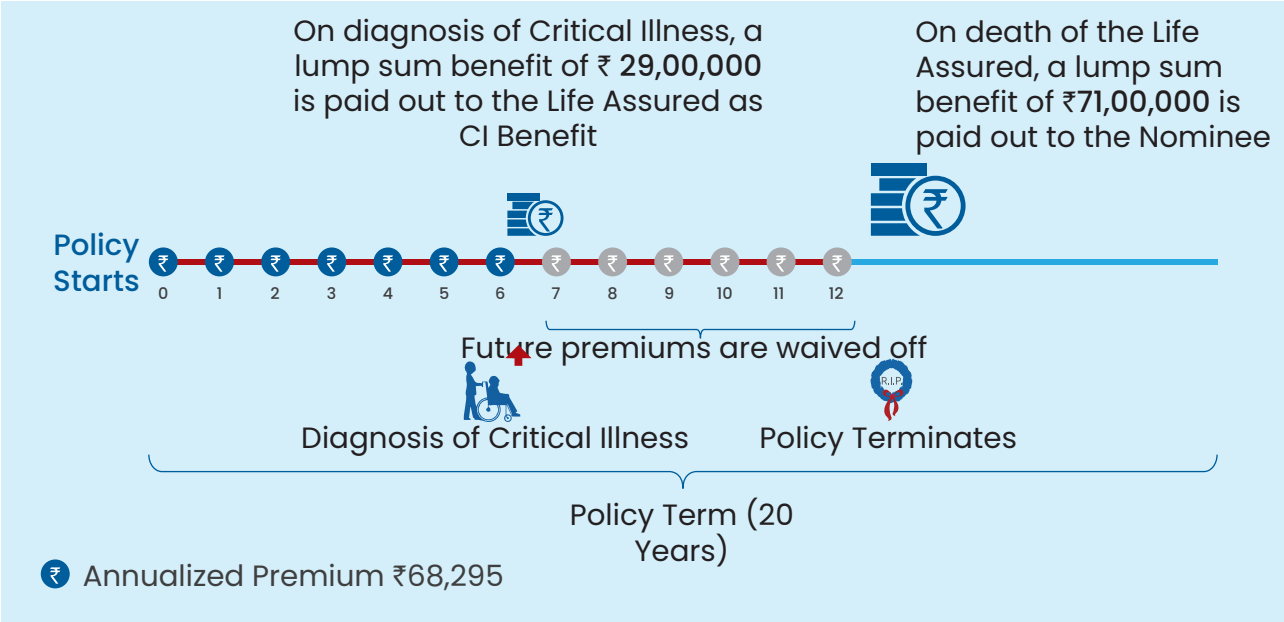 On diagnosis of Critical Illness, a
lump sum benefit of ₹ 29,00,000
is paid out to the Life Assured as
CI Benefit
On death of the Life
Assured, a lump sum
benefit of ₹71,00,000 is
paid out to the Nominee
₹
₹
Policy
Starts
₹ ₹ ₹ ₹ ₹ ₹ ₹ ₹ ₹ ₹ ₹ ₹ ₹
0 1 2 3 4 5 6 7 8 9 10 11 12
Future premiums are waived off
R.I.P.
Diagnosis of Critical Illness
Policy Terminates
Policy Term (20
Years)
₹ Annualized Premium ₹68,295